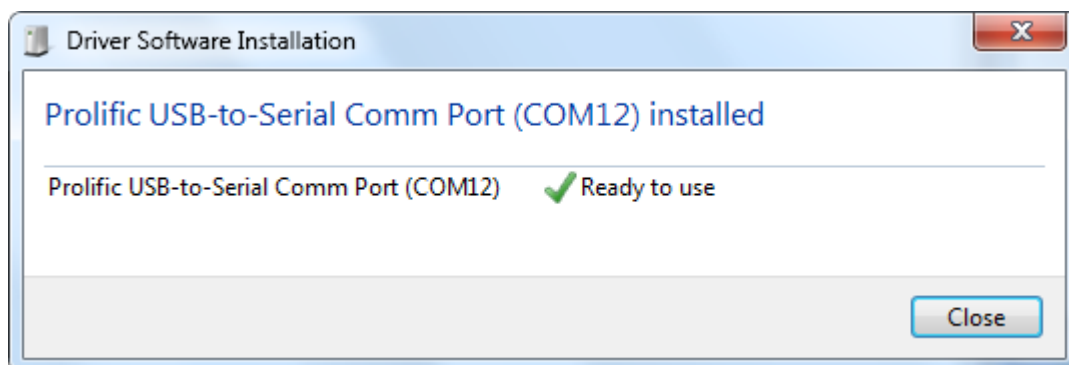 Driver Software Installation
Prolific USB-to-Serial Comm Port (COM12) installed
Prolific USB-to-Serial Comm Port (COM12) Ready to use
Close